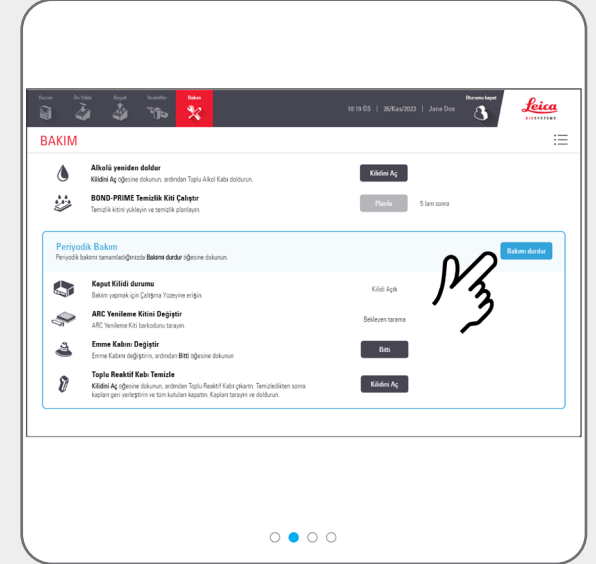 Durum
Ön Yükle
Başlat
Reaktifler
Bakım
10:19 ÖS | 26/Kas/2023 | Jane Doe
Oturumu kapat
Leica
BIOSYSTEMS
BAKIM
Alkolü yeniden doldur
Kilidini Aç öğesine dokunun, ardından Toplu Alkol Kabı doldurun.
Kilidini Aç
BOND-PRIME Temizlik Kiti Çalıştır
Temizlik kitini yükleyin ve temizlik planlayın.
Planla
5 lam sonra
Periyodik Bakım
Periyodik bakımı tamamladığınızda Bakımı durdur öğesine dokunun.
Bakımı durdur
Kaput Kilidi durumu
Bakım yapmak için Çalışma Yüzeyine erişin
Kilidi Açık
ARC Yenileme Kitini Değiştir
ARC Yenileme Kiti barkodunu tarayın
Bekleyen tarama
Emme Kabını Değiştir
Emme Kabını değiştirin, ardından Bitti öğesine dokunun
Bitti
Toplu Reaktif Kabı Temizle
Kilidini Aç öğesine dokunun, ardından Toplu Reaktif Kabı çıkarın. Temizledikten sonra
kapları geri yerleştirin ve tüm kutuları kapatın. Kapları tarayın ve doldurun.
Kilidini Aç